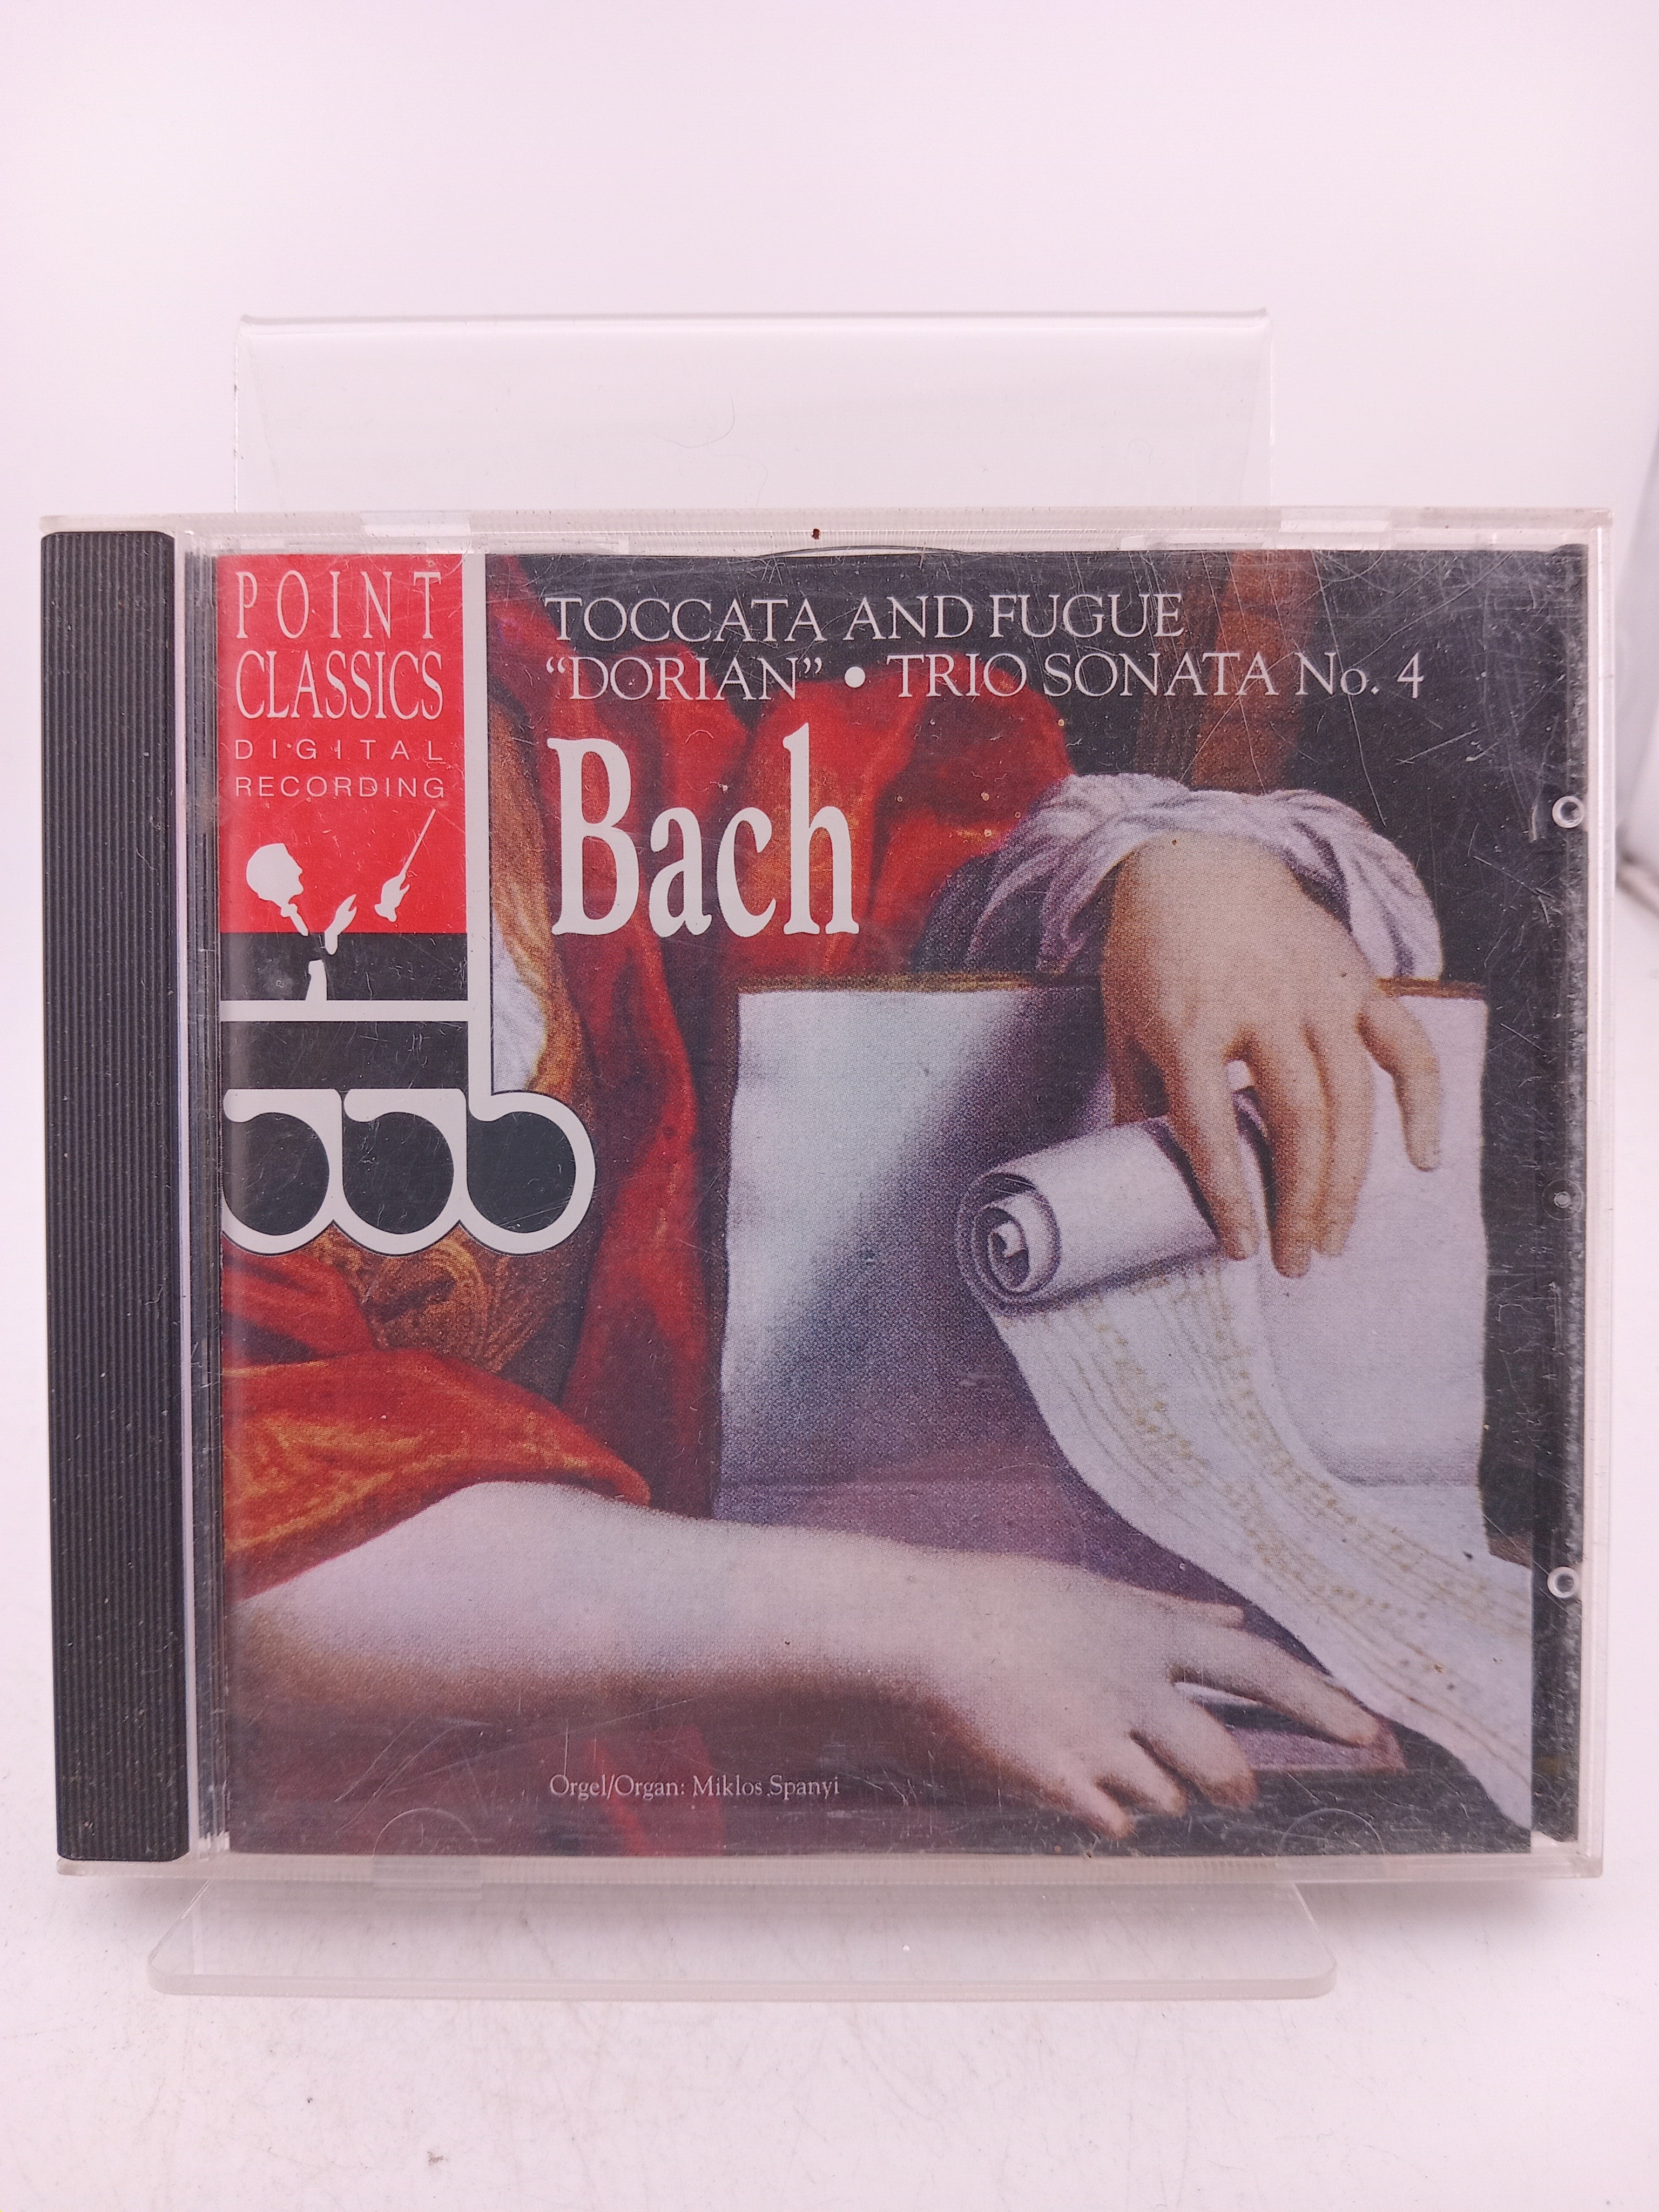 POINT
CLASSICS
DIGITAL
RECORDING
TOCCATA AND FUGUE
“DORIAN” • TRIO SONATA No. 4
Bach
Orgel/Organ: Miklos Spanyi